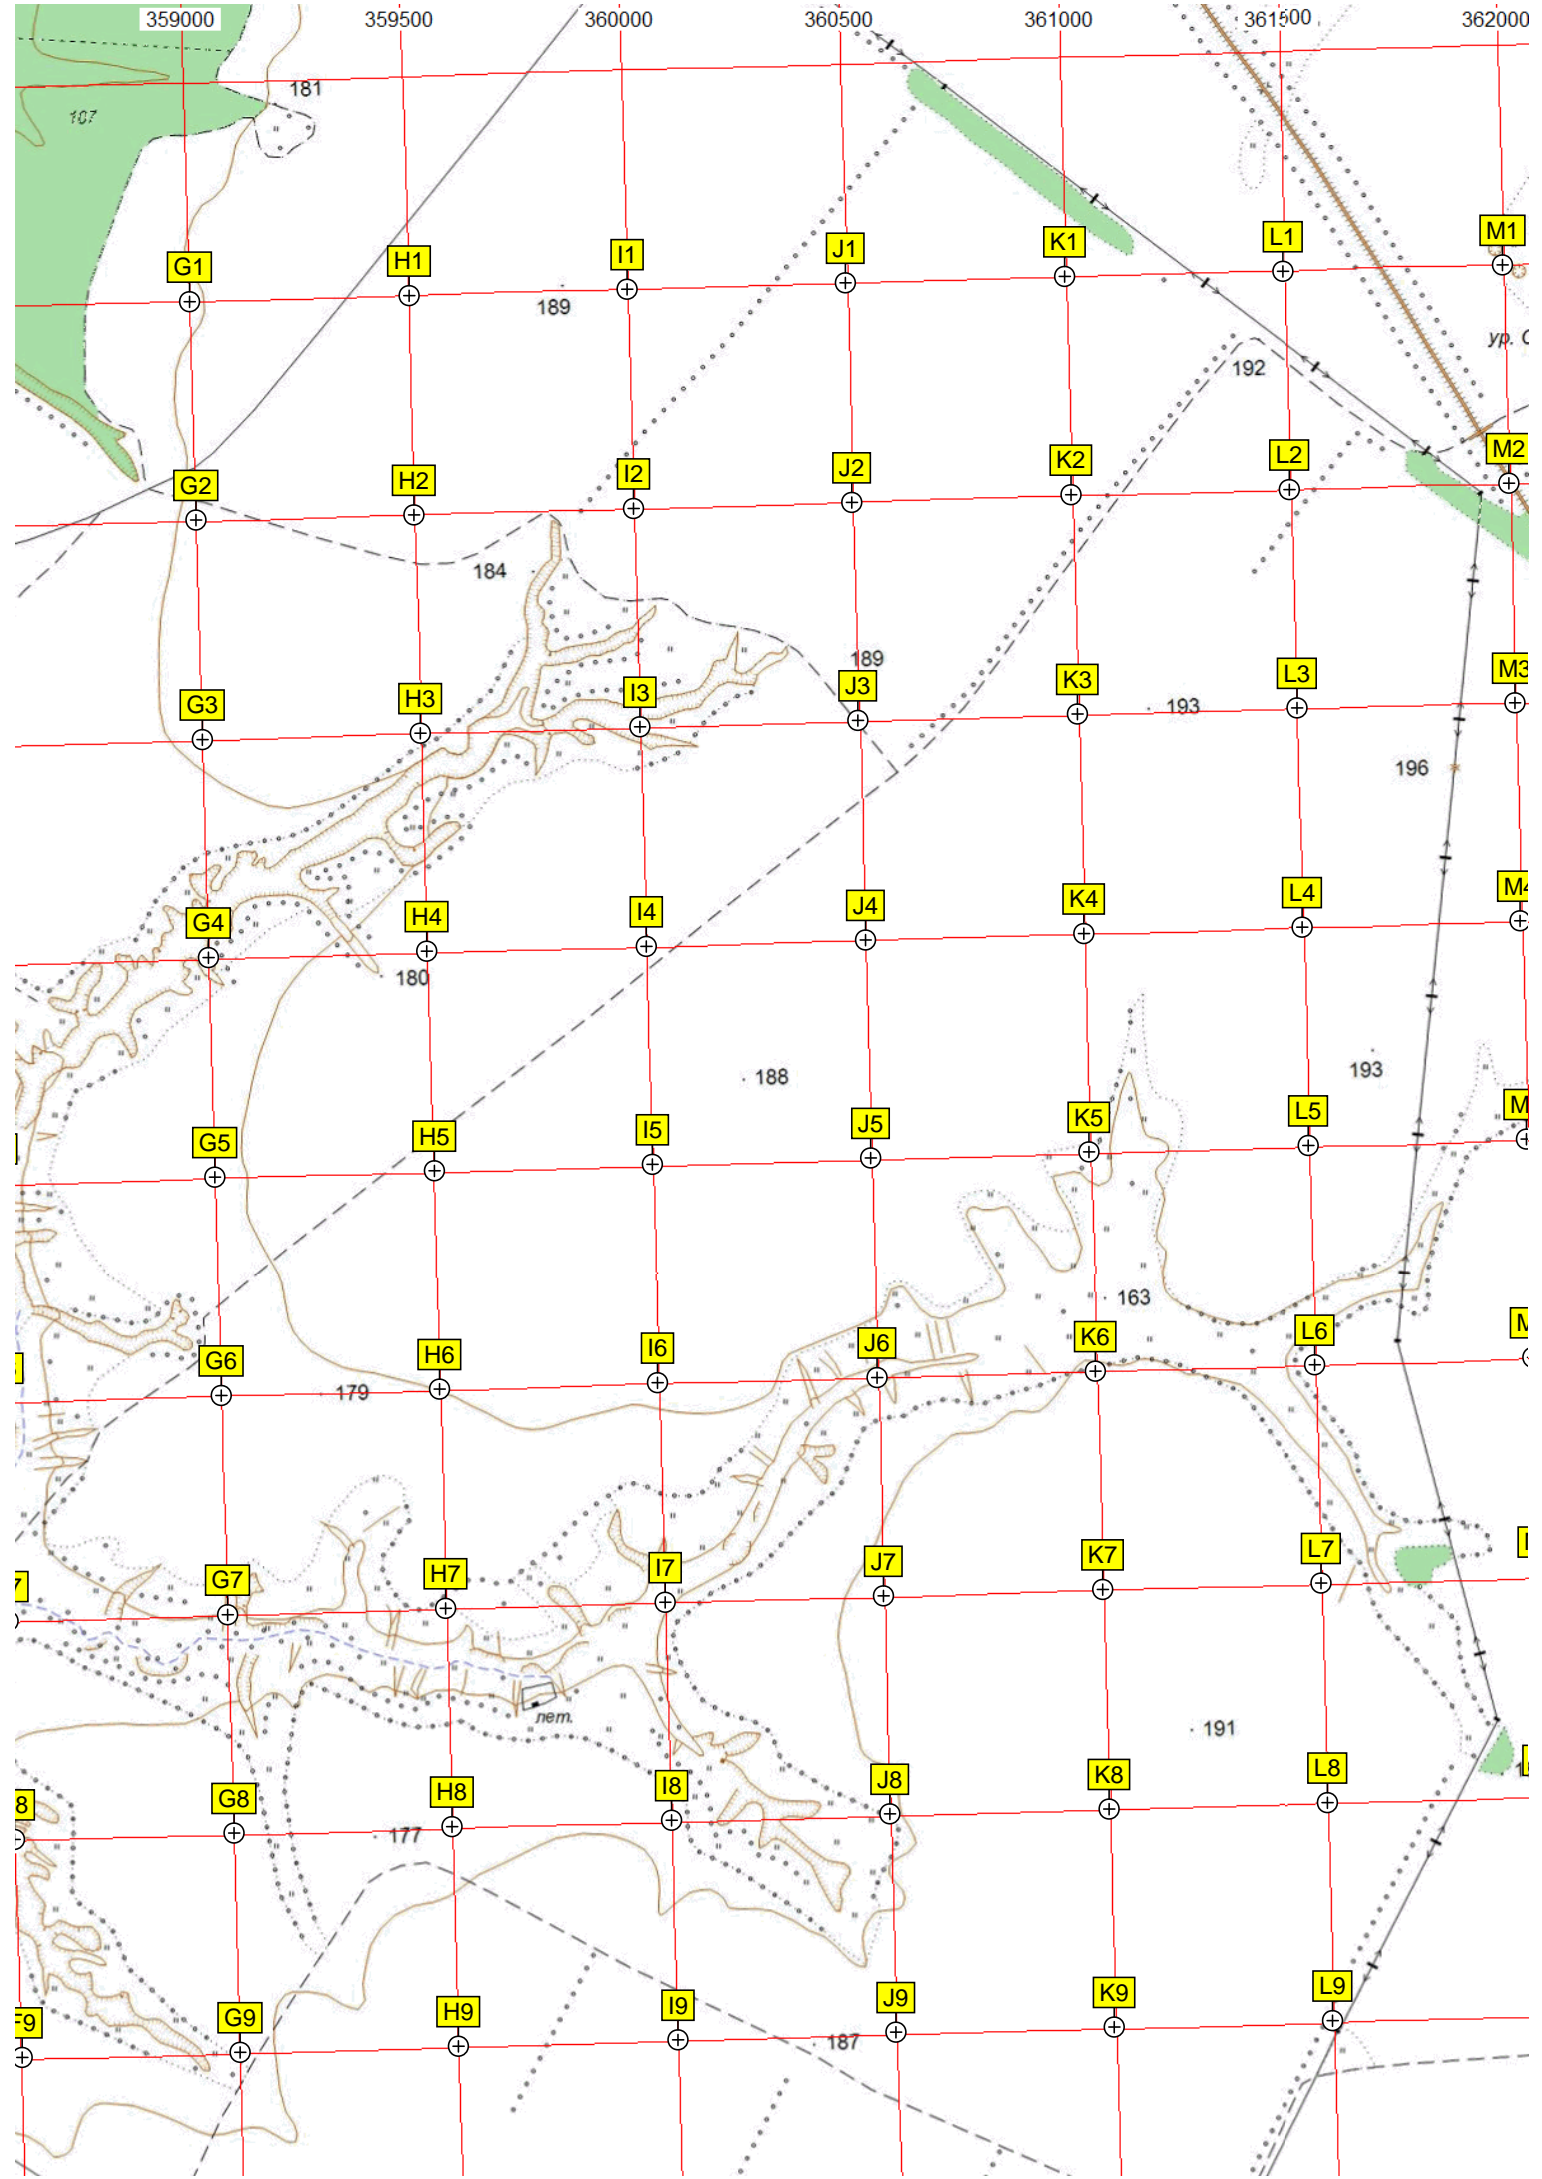 359000 359500 360000 360500 361000 361500 362000
181
107
G1 H1 I1 J1 K1 L1 M1
189
ур. С
192
G2 H2 I2 J2 K2 L2 M2
184
189
G3 H3 I3 J3 K3 L3 M3
193
196
G4 H4 I4 J4 K4 L4 M4
180
188
193
G5 H5 I5 J5 K5 L5 M
163
G6 H6 I6 J6 K6 L6
179
7 G7 H7 I7 J7 K7 L7
лет.
191
8 G8 H8 I8 J8 K8 L8
177
F9 G9 H9 I9 J9 K9 L9
187